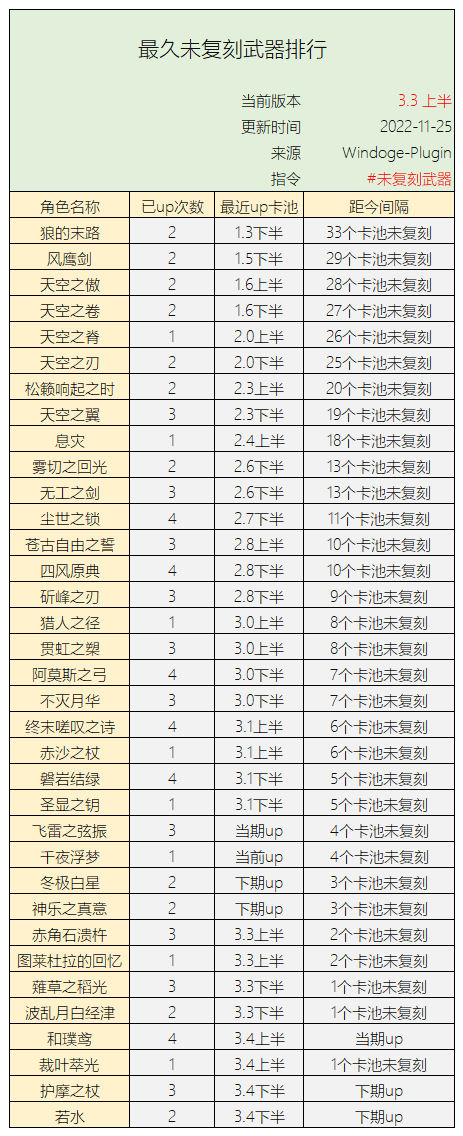 最久未复刻武器排行
当前版本 3.3 上半
更新时间 2022-11-25
来源 Windoge-Plugin
指令 #未复刻武器
角色名称 已up次数 最近up卡池 距今间隔
狼的末路 2 1.3下半 33个卡池未复刻
风鹰剑 2 1.5下半 29个卡池未复刻
天空之傲 2 1.6上半 28个卡池未复刻
天空之卷 2 1.6下半 27个卡池未复刻
天空之脊 1 2.0上半 26个卡池未复刻
天空之刃 2 2.0下半 25个卡池未复刻
松籁响起之时 2 2.3上半 20个卡池未复刻
天空之翼 3 2.3下半 19个卡池未复刻
息灾 1 2.4上半 18个卡池未复刻
雾切之回光 2 2.6下半 13个卡池未复刻
无工之剑 3 2.6下半 13个卡池未复刻
尘世之锁 4 2.7下半 11个卡池未复刻
苍古自由之誓 3 2.8上半 10个卡池未复刻
四风原典 4 2.8下半 10个卡池未复刻
斫峰之刃 3 2.8下半 9个卡池未复刻
猎人之径 1 3.0上半 8个卡池未复刻
贯虹之槊 3 3.0上半 8个卡池未复刻
阿莫斯之弓 4 3.0下半 7个卡池未复刻
不灭月华 3 3.0下半 7个卡池未复刻
终末嗟叹之诗 4 3.1上半 6个卡池未复刻
赤沙之杖 1 3.1上半 6个卡池未复刻
磐岩结绿 4 3.1下半 5个卡池未复刻
圣显之钥 1 3.1下半 5个卡池未复刻
飞雷之弦振 3 当期up 4个卡池未复刻
千夜浮梦 1 当前up 4个卡池未复刻
冬极白星 2 下期up 3个卡池未复刻
神乐之真意 2 下期up 3个卡池未复刻
赤角石溃杵 3 3.3上半 2个卡池未复刻
图莱杜拉的回忆 1 3.3上半 2个卡池未复刻
薙草之稻光 3 3.3下半 1个卡池未复刻
波乱月白经津 2 3.3下半 1个卡池未复刻
和璞鸢 4 3.4上半 当期up
裁叶萃光 1 3.4上半 1个卡池未复刻
护摩之杖 3 3.4下半 下期up
若水 2 3.4下半 下期up